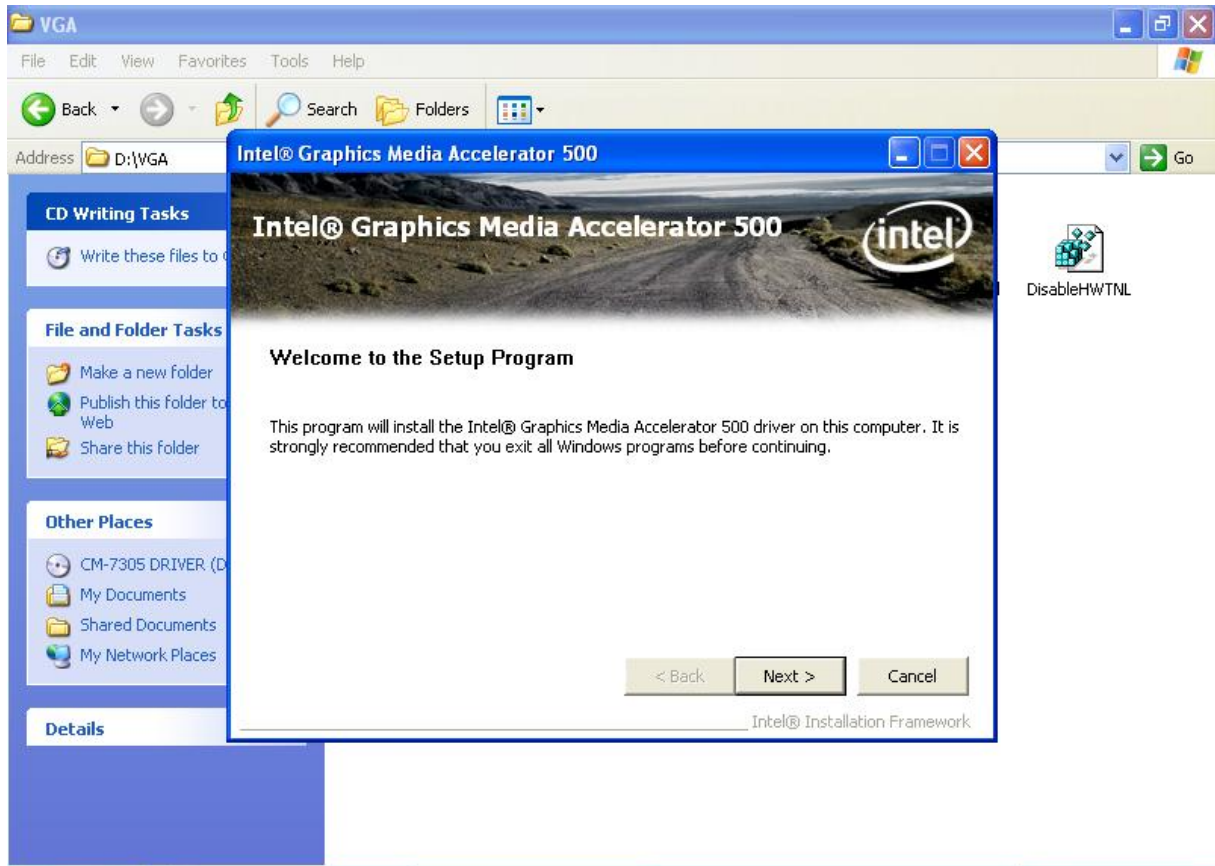 VGA
File Edit View Favorites Tools Help
Back Search Folders
Address D:\VGA Go
Intel® Graphics Media Accelerator 500
Intel® Graphics Media Accelerator 500
intel
CD Writing Tasks
Write these files to
DisableHWTNL
File and Folder Tasks
Welcome to the Setup Program
Make a new folder
Publish this folder to
Web
This program will install the Intel® Graphics Media Accelerator 500 driver on this computer. It is
strongly recommended that you exit all Windows programs before continuing.
Share this folder
Other Places
CM-7305 DRIVER (D
My Documents
Shared Documents
My Network Places
< Back Next > Cancel
Intel® Installation Framework
Details